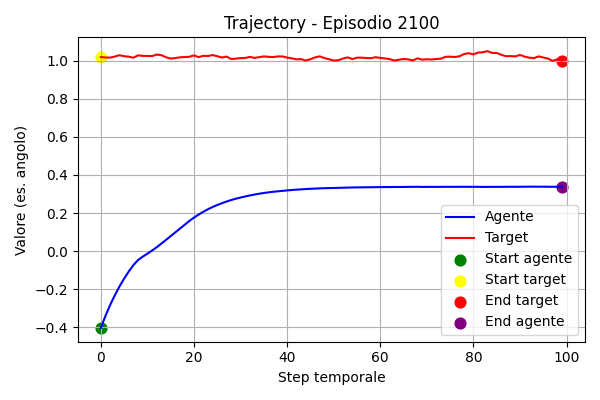 Trajectory - Episodio 2100
Valore (es. angolo)
1.0
0.8
0.6
0.4
0.2
0.0
−0.2
−0.4
0
20
40
60
80
100
Step temporale
Agente
Target
Start agente
Start target
End target
End agente